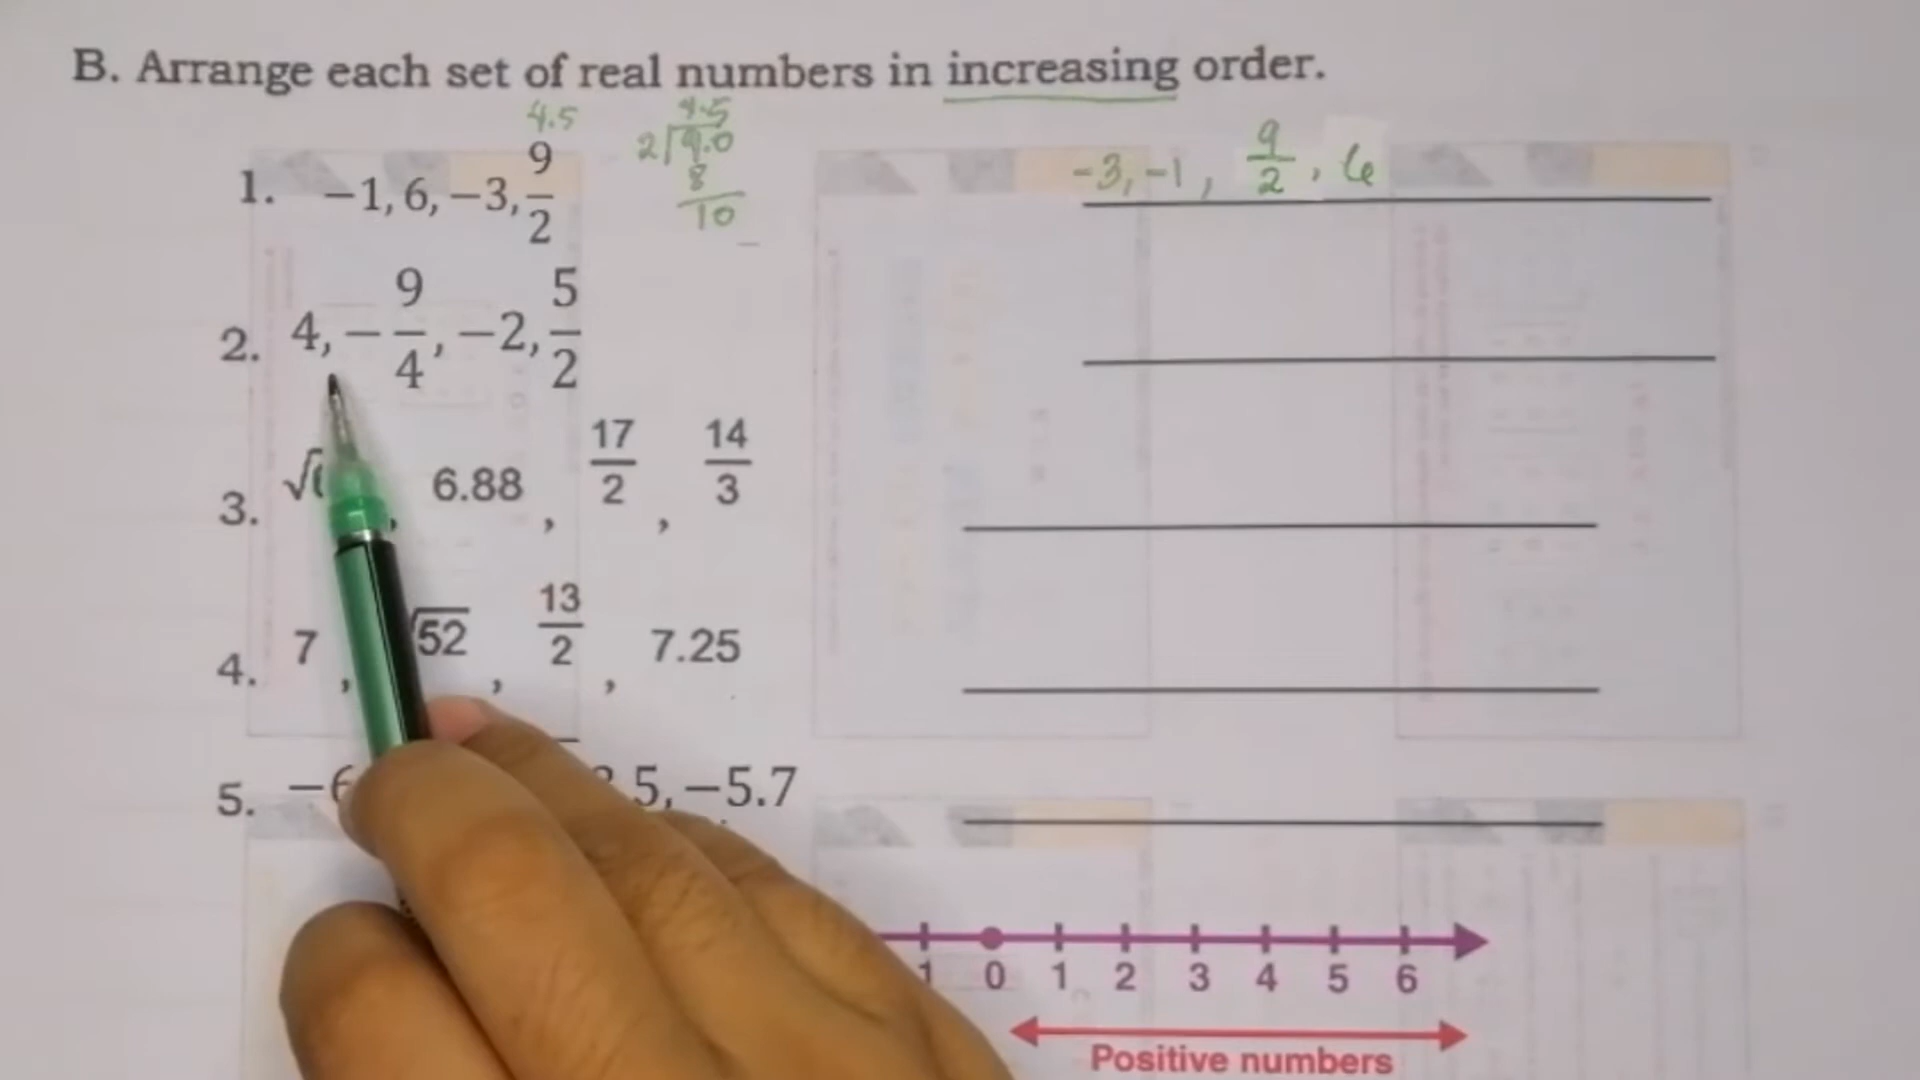 B. Arrange each set of real numbers in increasing order.
4.5
4.5
2)9.0
8
10
1. −1, 6, −3, 9/2
-3, -1, 9/2, 6
2. 4, −9/4, −2, 5/2
3. √ , 6.88 , 17/2 , 14/3
4. 7 , √52 , 13/2 , 7.25
5. −6 5, −5.7
1 0 1 2 3 4 5 6
Positive numbers